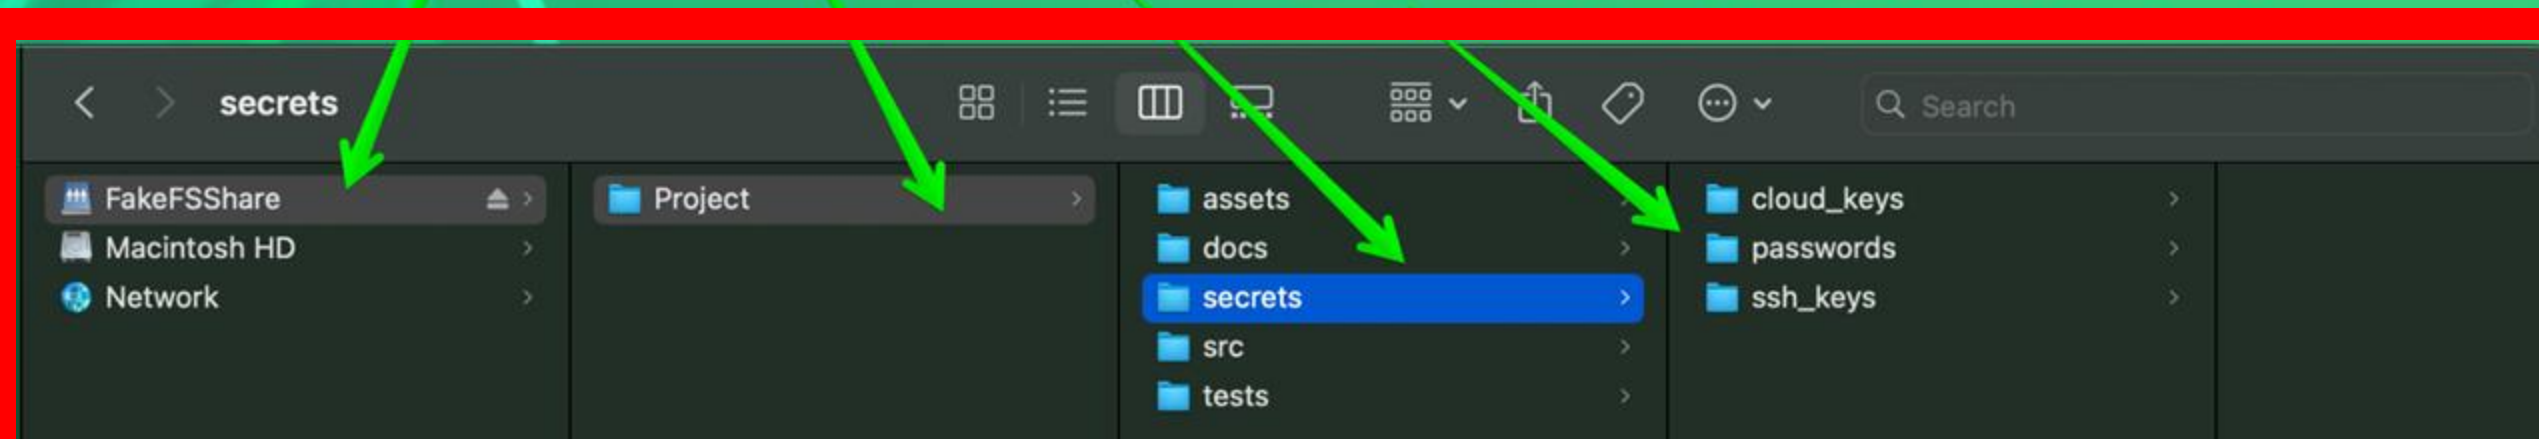 secrets
Search
FakeFSShare
Macintosh HD
Network
Project
assets
docs
secrets
src
tests
cloud_keys
passwords
ssh_keys